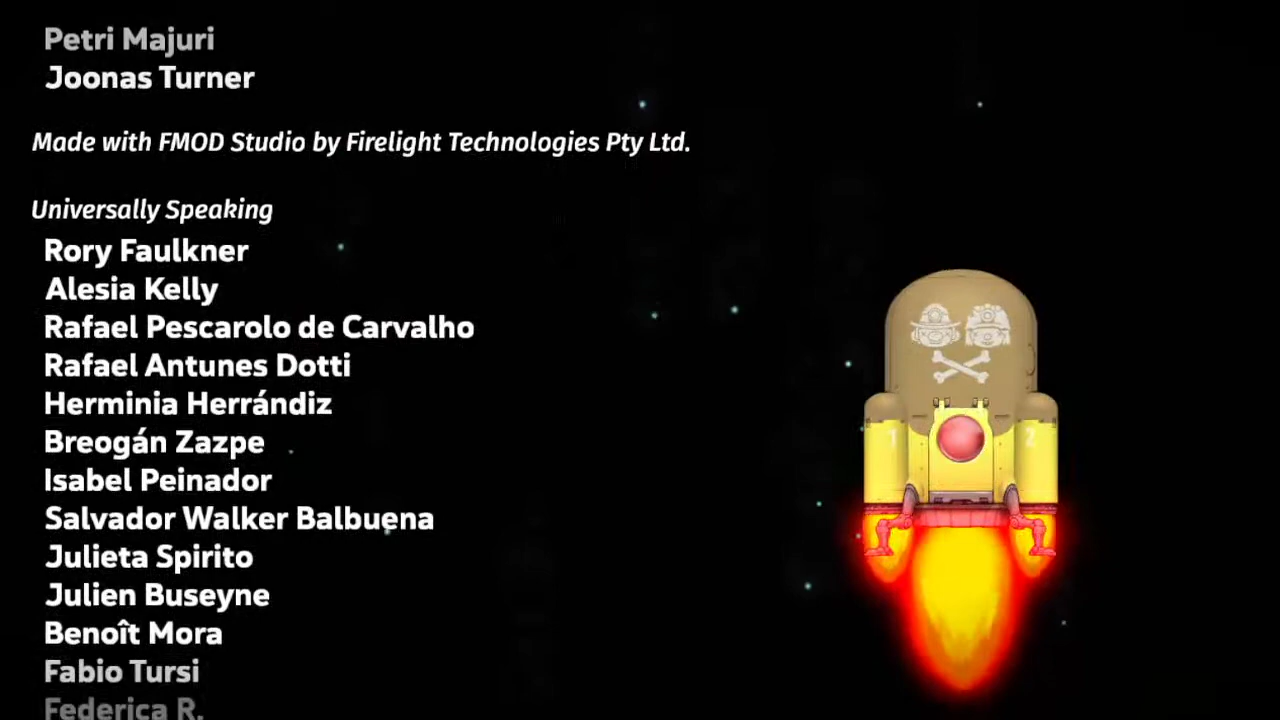 Petri Majuri
Joonas Turner
Made with FMOD Studio by Firelight Technologies Pty Ltd.
Universally Speaking
Rory Faulkner
Alesia Kelly
Rafael Pescarolo de Carvalho
Rafael Antunes Dotti
Herminia Herrándiz
Breogán Zazpe
Isabel Peinador
Salvador Walker Balbuena
Julieta Spirito
Julien Buseyne
Benoît Mora
Fabio Tursi
Federica R.
1 2